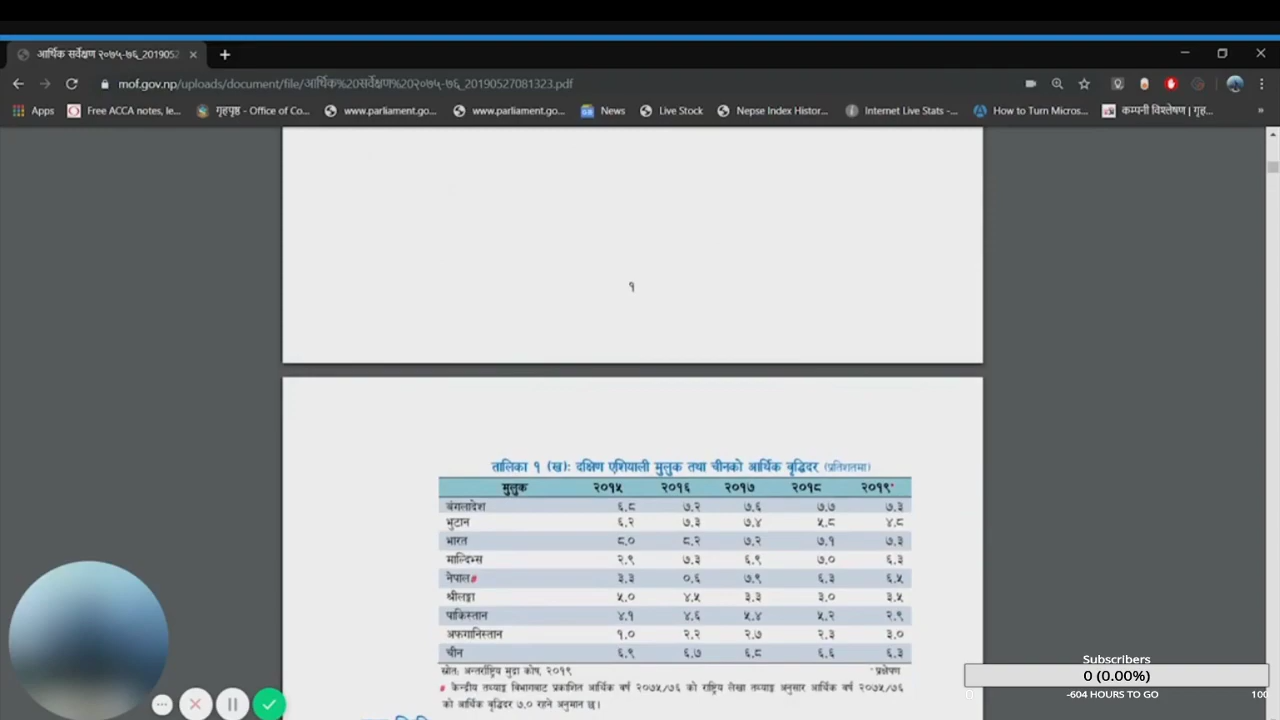 आर्थिक सर्वेक्षण २०७५-७६_201905
mof.gov.np/uploads/document/file/आर्थिक%20सर्वेक्षण%20२०७५-७६_20190527081323.pdf
Apps Free ACCA notes, le... गृहपृष्ठ - Office of Co... www.parliament.go... www.parliament.go... News Live Stock Nepse Index Histor... Internet Live Stats -... How to Turn Micros... कम्पनी विश्लेषण | गृह... »
१
तालिका १ (ख): दक्षिण एशियाली मुलुक तथा चीनको आर्थिक बृद्धिदर (प्रतिशतमा)
मुलुक २०१५ २०१६ २०१७ २०१८ २०१९*
बंगलादेश ६.८ ७.२ ७.६ ७.७ ७.३
भुटान ६.२ ७.३ ७.४ ५.८ ४.८
भारत ८.० ८.२ ७.२ ७.१ ७.३
माल्दिभ्स २.९ ७.३ ६.९ ७.० ६.३
नेपाल# ३.३ ०.६ ७.९ ६.३ ६.५
श्रीलङ्का ५.० ४.५ ३.३ ३.० ३.५
पाकिस्तान ४.१ ४.६ ५.४ ५.२ २.९
अफगानिस्तान १.० २.२ २.७ २.३ ३.०
चीन ६.९ ६.७ ६.८ ६.६ ६.३
स्रोत: अन्तर्राष्ट्रिय मुद्रा कोष, २०१९ *प्रक्षेपण
# केन्द्रीय तथ्याङ्क विभागबाट प्रकाशित आर्थिक वर्ष २०७५/७६ को राष्ट्रिय लेखा तथ्याङ्क अनुसार आर्थिक वर्ष २०७५/७६
को आर्थिक बृद्धिदर ७.० रहने अनुमान छ।
Subscribers
0 (0.00%)
0 -604 HOURS TO GO 100